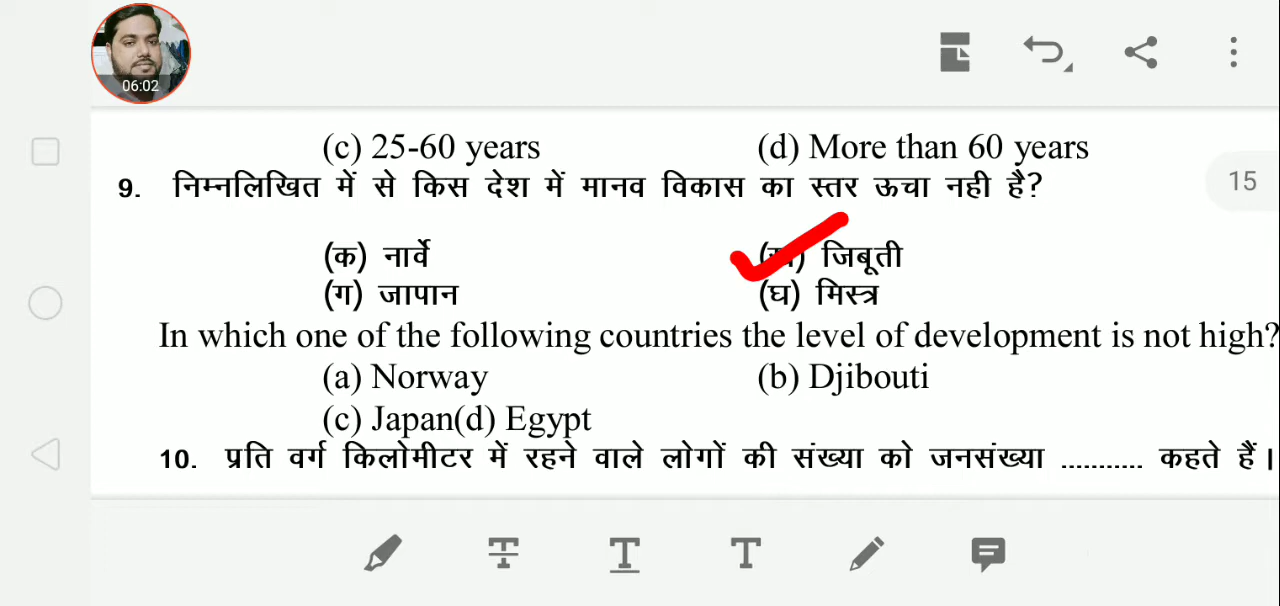 06:02
(c) 25-60 years (d) More than 60 years
9. निम्नलिखित में से किस देश में मानव विकास का स्तर ऊचा नही है?
15
(क) नार्वे (ख) जिबूती
(ग) जापान (घ) मिस्त्र
In which one of the following countries the level of development is not high?
(a) Norway (b) Djibouti
(c) Japan(d) Egypt
10. प्रति वर्ग किलोमीटर में रहने वाले लोगों की संख्या को जनसंख्या ........... कहते हैं।
T T T